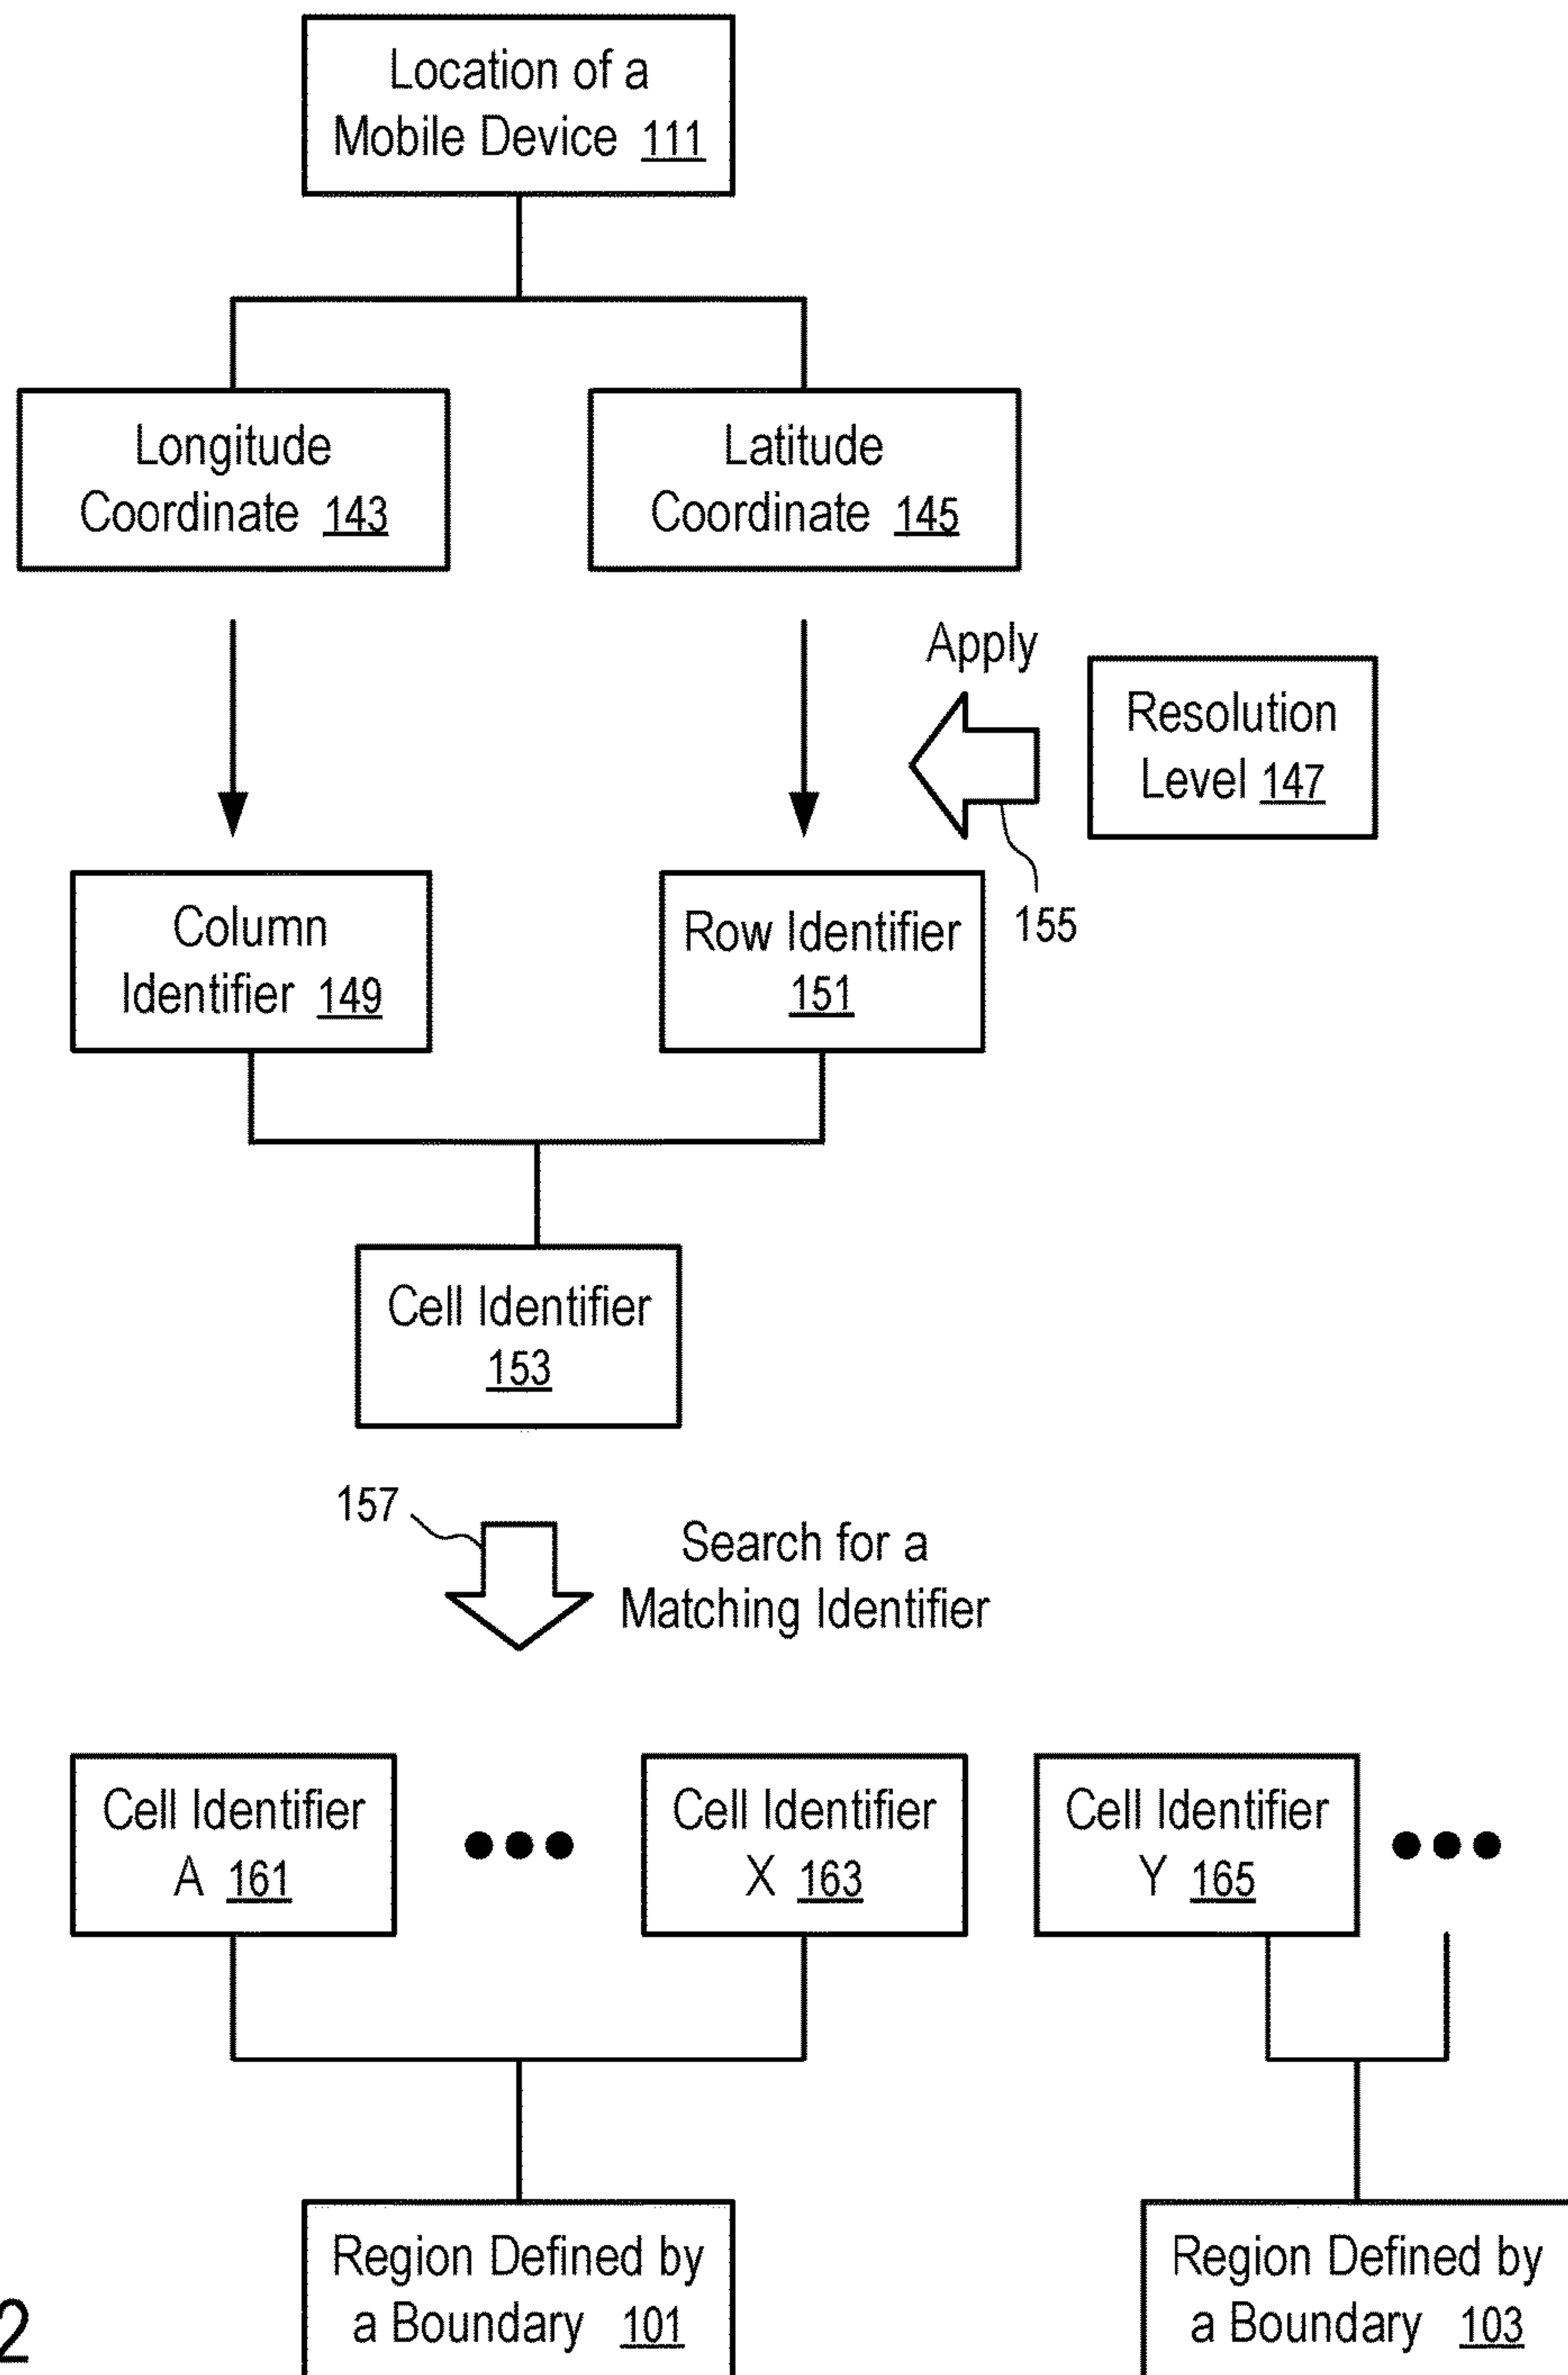 Location of a
Mobile Device 111
Longitude
Coordinate 143
Latitude
Coordinate 145
Apply
Resolution
Level 147
155
Column
Identifier 149
Row Identifier
151
Cell Identifier
153
157
Search for a
Matching Identifier
Cell Identifier
A 161
Cell Identifier
X 163
Cell Identifier
Y 165
Region Defined by
a Boundary 101
Region Defined by
a Boundary 103
2